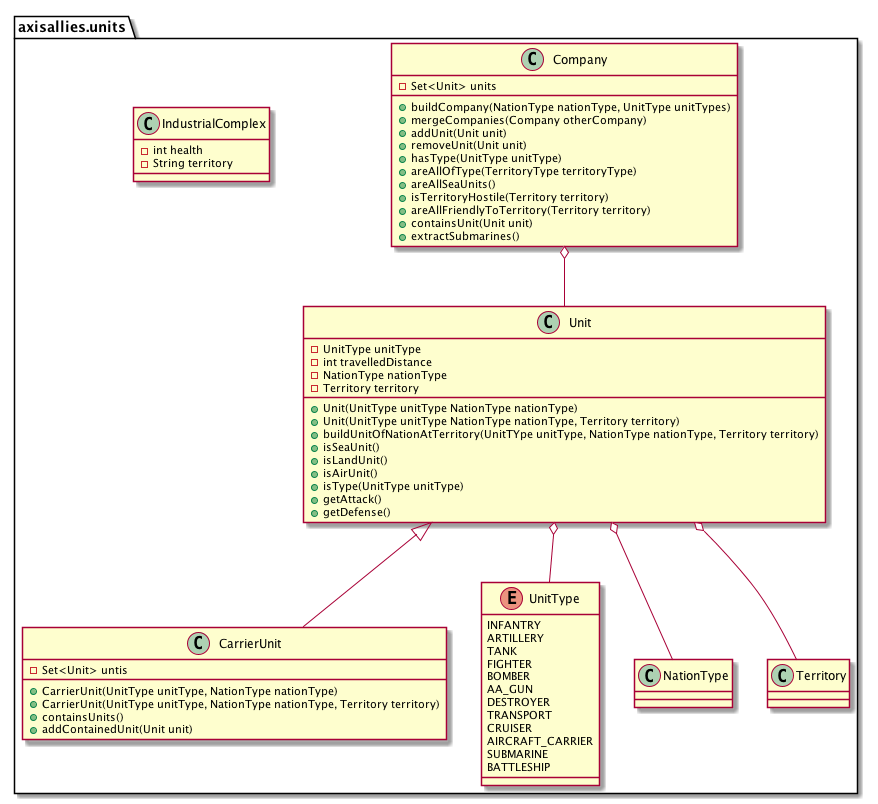 axisallies.units
C Company
Set<Unit> units
buildCompany(NationType nationType, UnitType unitTypes)
mergeCompanies(Company otherCompany)
addUnit(Unit unit)
removeUnit(Unit unit)
hasType(UnitType unitType)
areAllOfType(TerritoryType territoryType)
areAllSeaUnits()
isTerritoryHostile(Territory territory)
areAllFriendlyToTerritory(Territory territory)
containsUnit(Unit unit)
extractSubmarines()
C IndustrialComplex
int health
String territory
C Unit
UnitType unitType
int travelledDistance
NationType nationType
Territory territory
Unit(UnitType unitType NationType nationType)
Unit(UnitType unitType NationType nationType, Territory territory)
buildUnitOfNationAtTerritory(UnitTYpe unitType, NationType nationType, Territory territory)
isSeaUnit()
isLandUnit()
isAirUnit()
isType(UnitType unitType)
getAttack()
getDefense()
C CarrierUnit
Set<Unit> untis
CarrierUnit(UnitType unitType, NationType nationType)
CarrierUnit(UnitType unitType, NationType nationType, Territory territory)
containsUnits()
addContainedUnit(Unit unit)
E UnitType
INFANTRY
ARTILLERY
TANK
FIGHTER
BOMBER
AA_GUN
DESTROYER
TRANSPORT
CRUISER
AIRCRAFT_CARRIER
SUBMARINE
BATTLESHIP
C NationType
C Territory